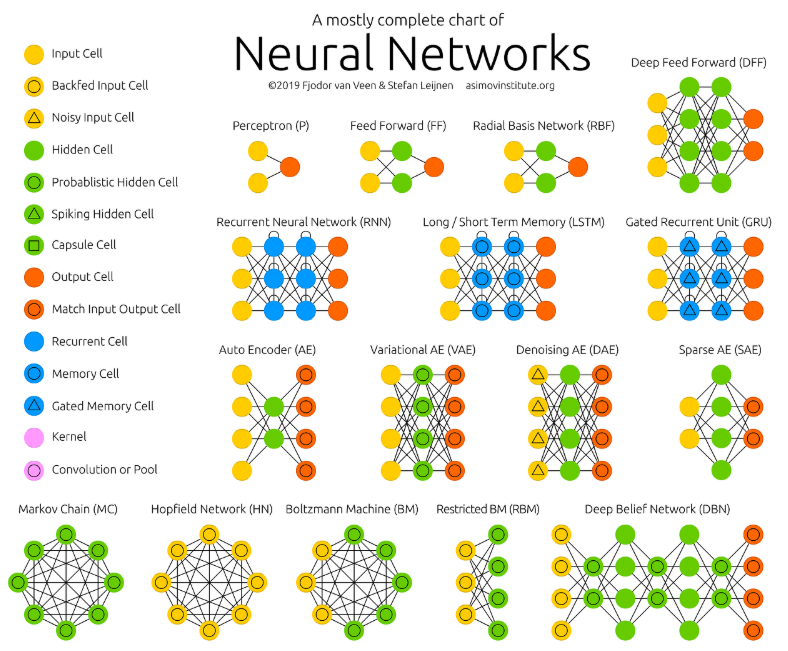 A mostly complete chart of
Neural Networks
©2019 Fjodor van Veen & Stefan Leijnen asimovinstitute.org
Input Cell
Backfed Input Cell
Noisy Input Cell
Hidden Cell
Probablistic Hidden Cell
Spiking Hidden Cell
Capsule Cell
Output Cell
Match Input Output Cell
Recurrent Cell
Memory Cell
Gated Memory Cell
Kernel
Convolution or Pool
Deep Feed Forward (DFF)
Perceptron (P)
Feed Forward (FF)
Radial Basis Network (RBF)
Recurrent Neural Network (RNN)
Long / Short Term Memory (LSTM)
Gated Recurrent Unit (GRU)
Auto Encoder (AE)
Variational AE (VAE)
Denoising AE (DAE)
Sparse AE (SAE)
Markov Chain (MC)
Hopfield Network (HN)
Boltzmann Machine (BM)
Restricted BM (RBM)
Deep Belief Network (DBN)